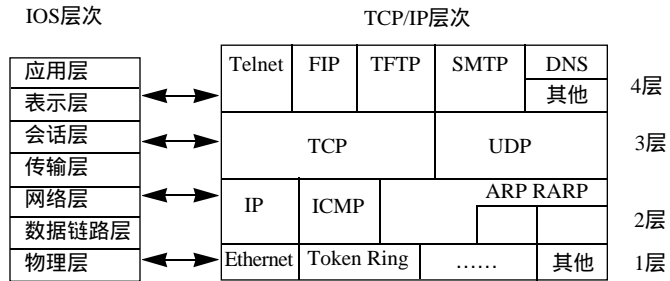 IOS层次
TCP/IP层次
应用层
表示层
会话层
传输层
网络层
数据链路层
物理层
Telnet FIP TFTP SMTP DNS
其他
4层
TCP UDP
3层
IP ICMP ARP RARP
2层
Ethernet Token Ring …… 其他
1层